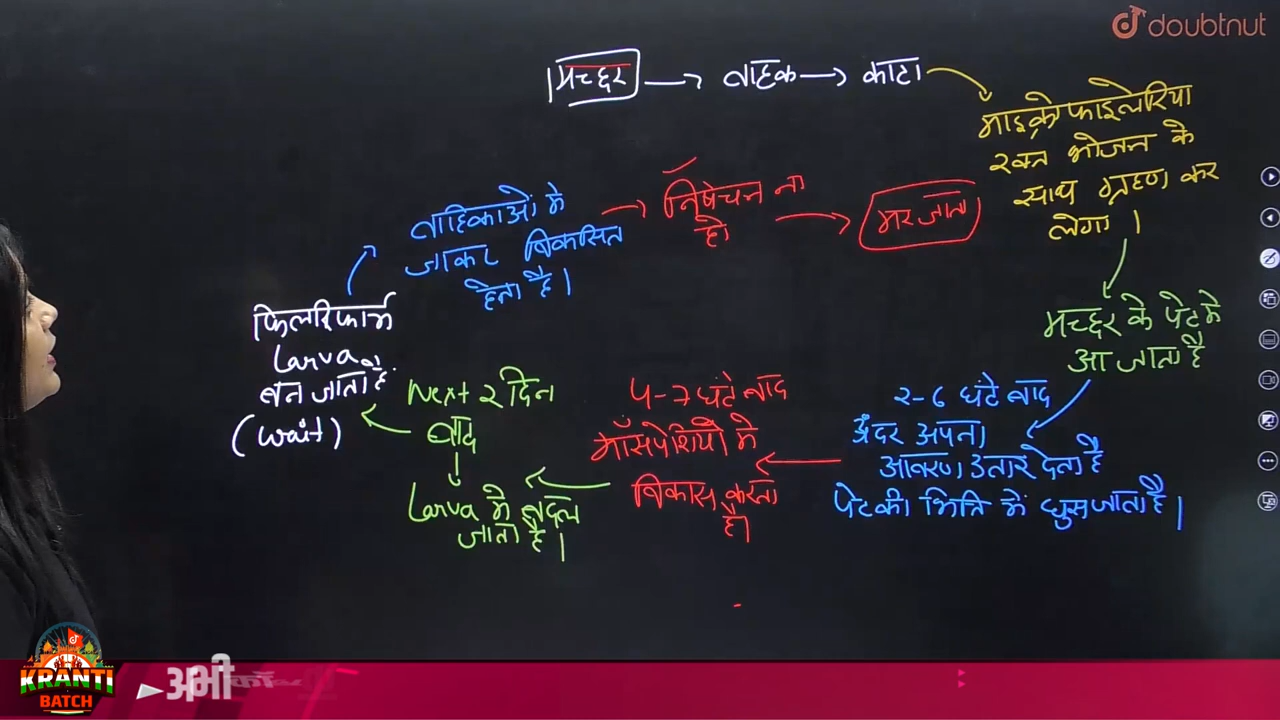 doubtnut
मच्छर → वाहक → काटा
माइक्रोफाइलेरिया
रक्त भोजन के
साथ ग्रहण कर
लेगा।
मच्छर के पेट में
आ जाता है
2-6 घंटे बाद
अंदर अपना
आवरण उतार देता है
पेट की भित्ति में घुस जाता है।
4-7 घंटे बाद
माँसपेशियों में
विकास करता
है।
Next 2 दिन
बाद
Larva में बदल
जाता है।
फिलरिफार्म
Larva
बन जाता है.
(wait)
वाहिकाओं में
जाकर विकसित
होता है।
निषेचन ना
हो
मर जाता
KRANTI
BATCH
अभी